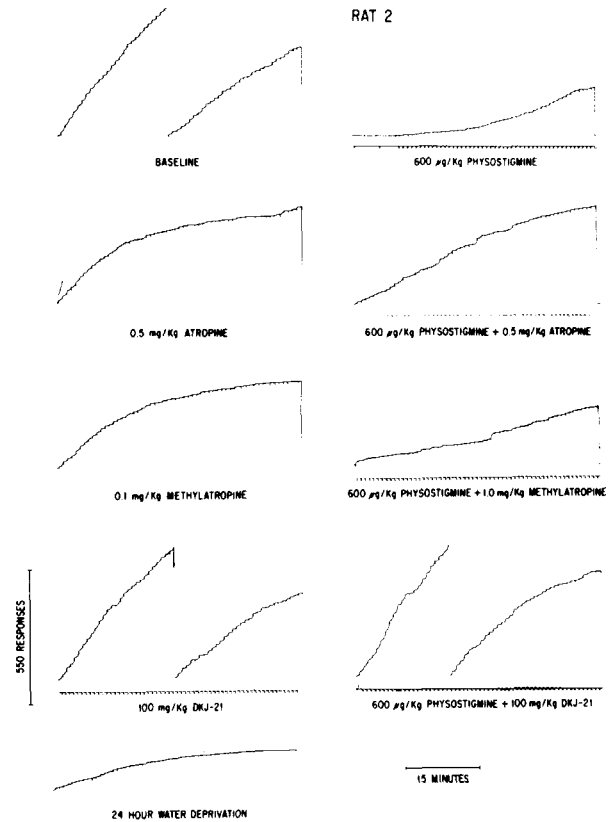 RAT 2
BASELINE
600 µg/Kg PHYSOSTIGMINE
0.5 mg/Kg ATROPINE
600 µg/Kg PHYSOSTIGMINE + 0.5 mg/Kg ATROPINE
0.1 mg/Kg METHYLATROPINE
600 µg/Kg PHYSOSTIGMINE + 1.0 mg/Kg METHYLATROPINE
550 RESPONSES
100 mg/Kg DKJ-21
600 µg/Kg PHYSOSTIGMINE + 100 mg/Kg DKJ-21
24 HOUR WATER DEPRIVATION
15 MINUTES